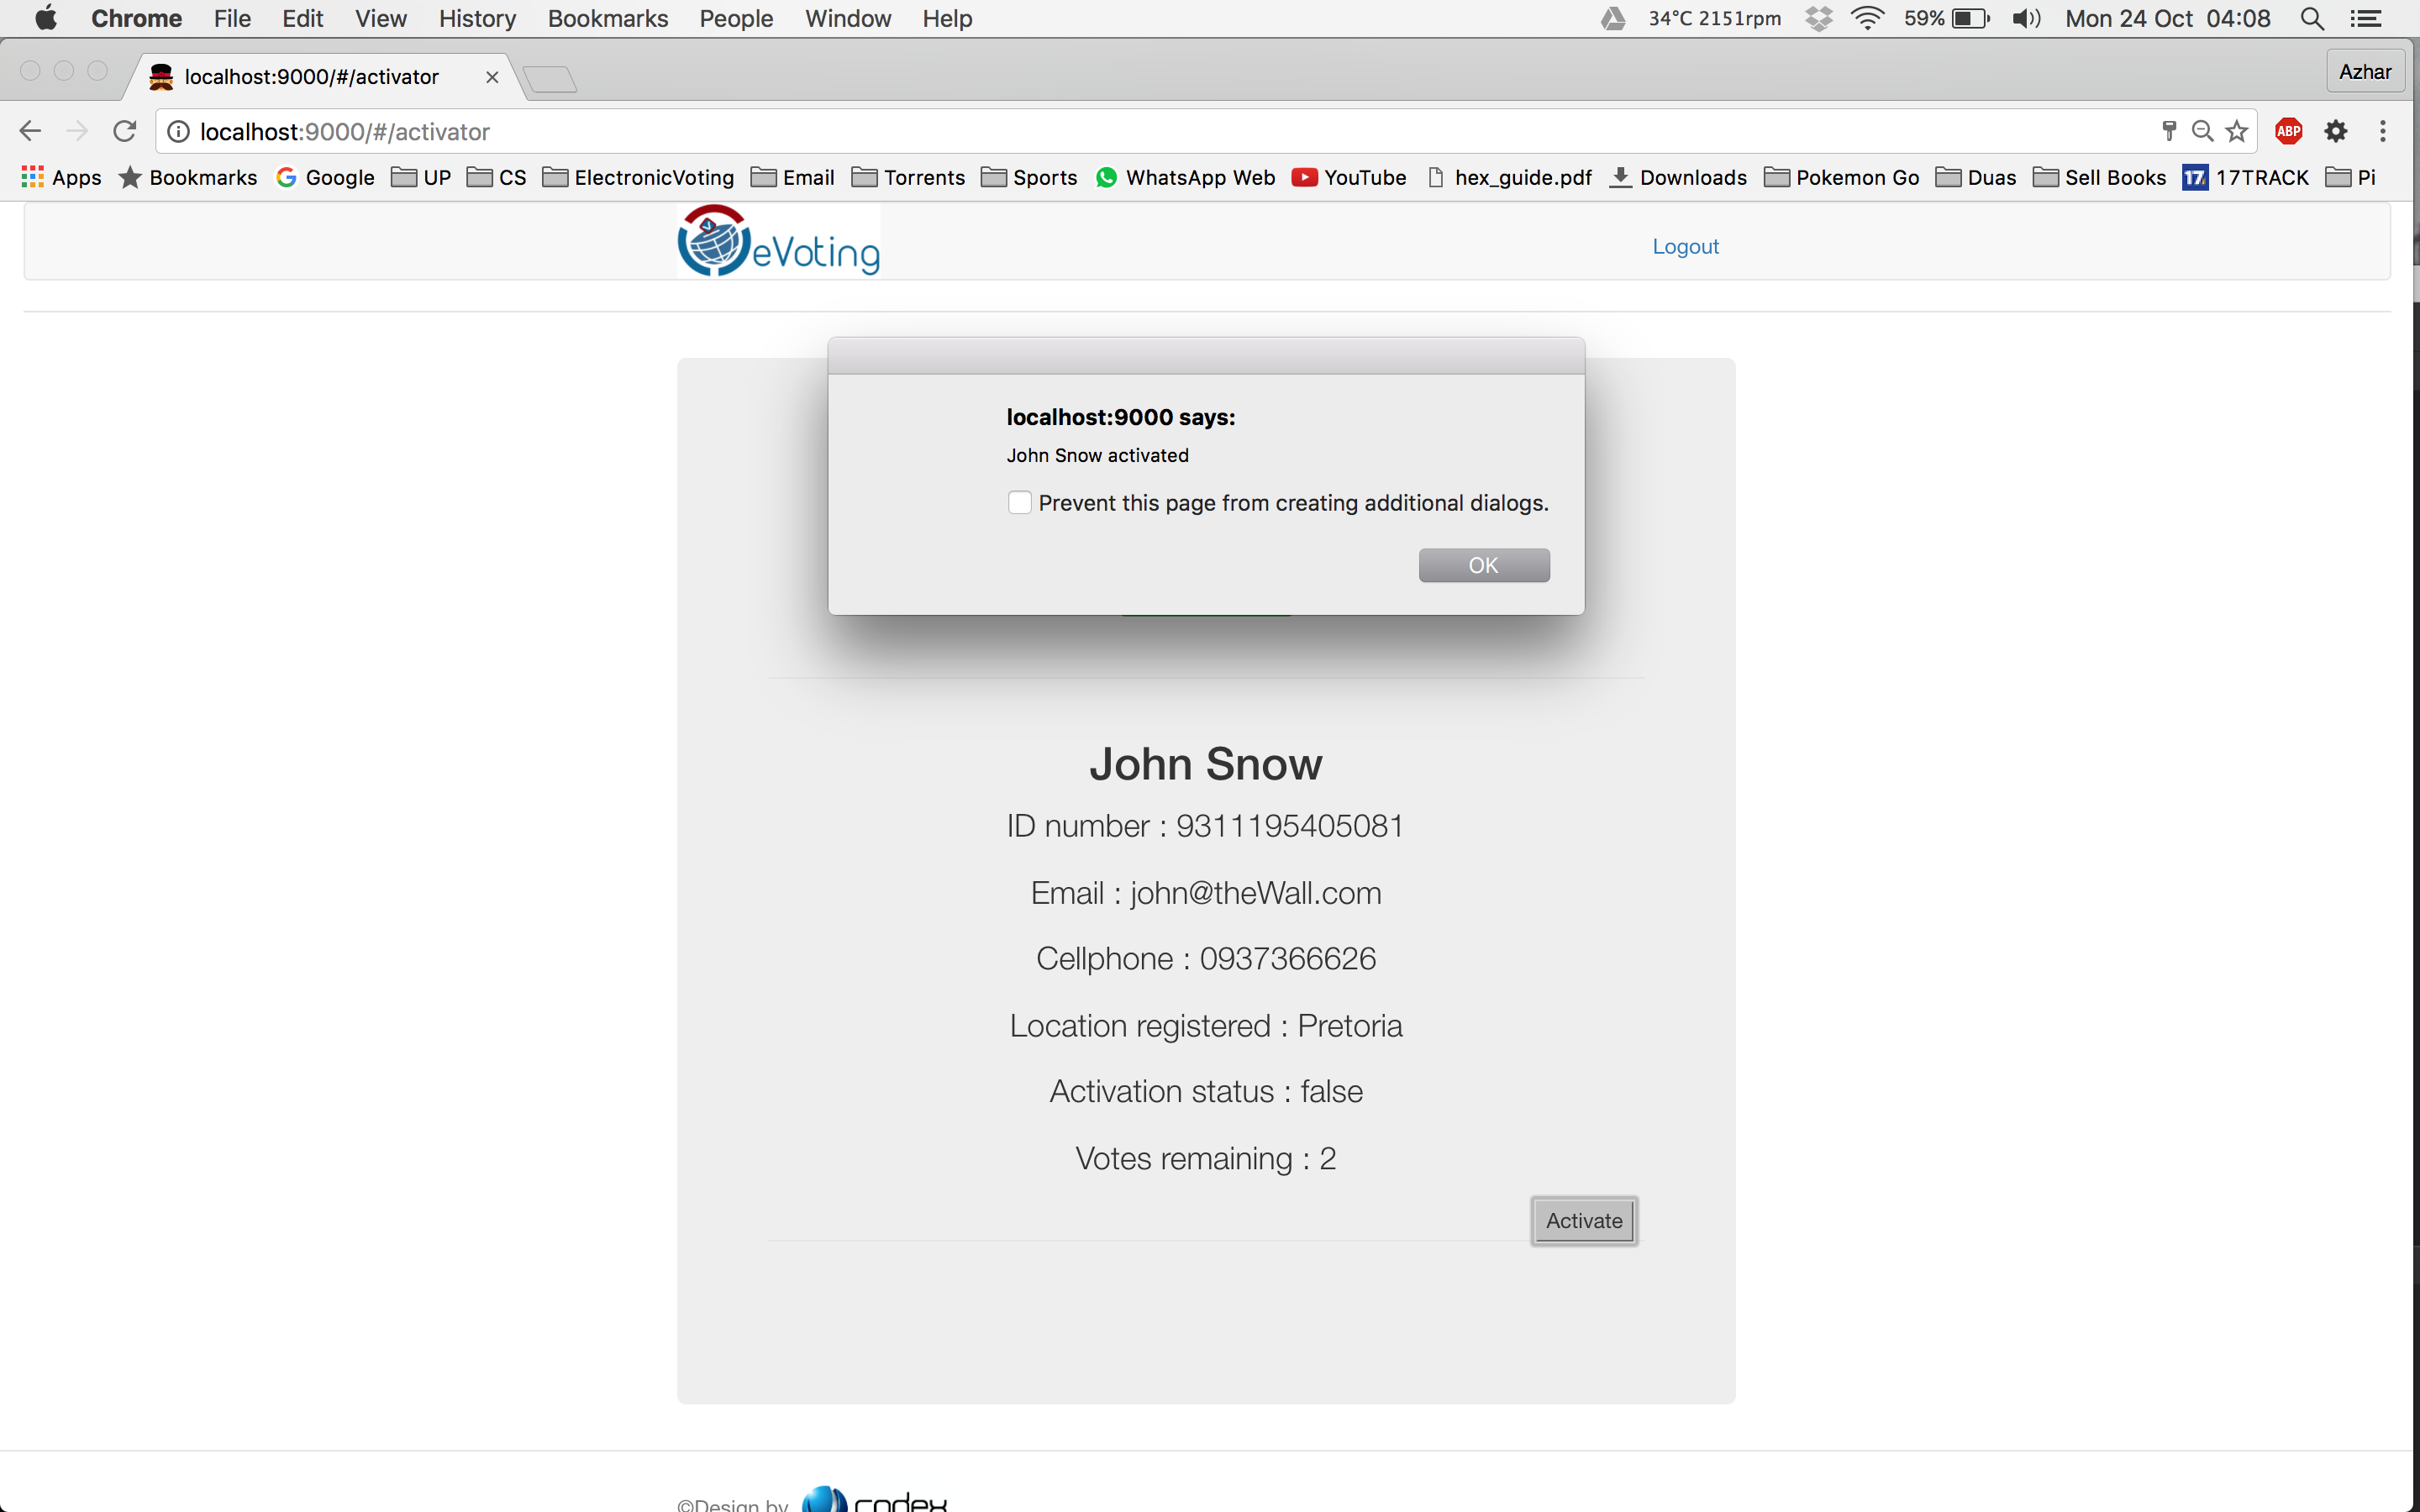 Chrome File Edit View History Bookmarks People Window Help 34°C 2151rpm 59% Mon 24 Oct 04:08
localhost:9000/#/activator Azhar
localhost:9000/#/activator ABP
Apps Bookmarks Google UP CS ElectronicVoting Email Torrents Sports WhatsApp Web YouTube hex_guide.pdf Downloads Pokemon Go Duas Sell Books 17 17TRACK Pi
eVoting Logout
localhost:9000 says:
John Snow activated
Prevent this page from creating additional dialogs.
OK
John Snow
ID number : 9311195405081
Email : john@theWall.com
Cellphone : 0937366626
Location registered : Pretoria
Activation status : false
Votes remaining : 2
Activate
©Design by codex